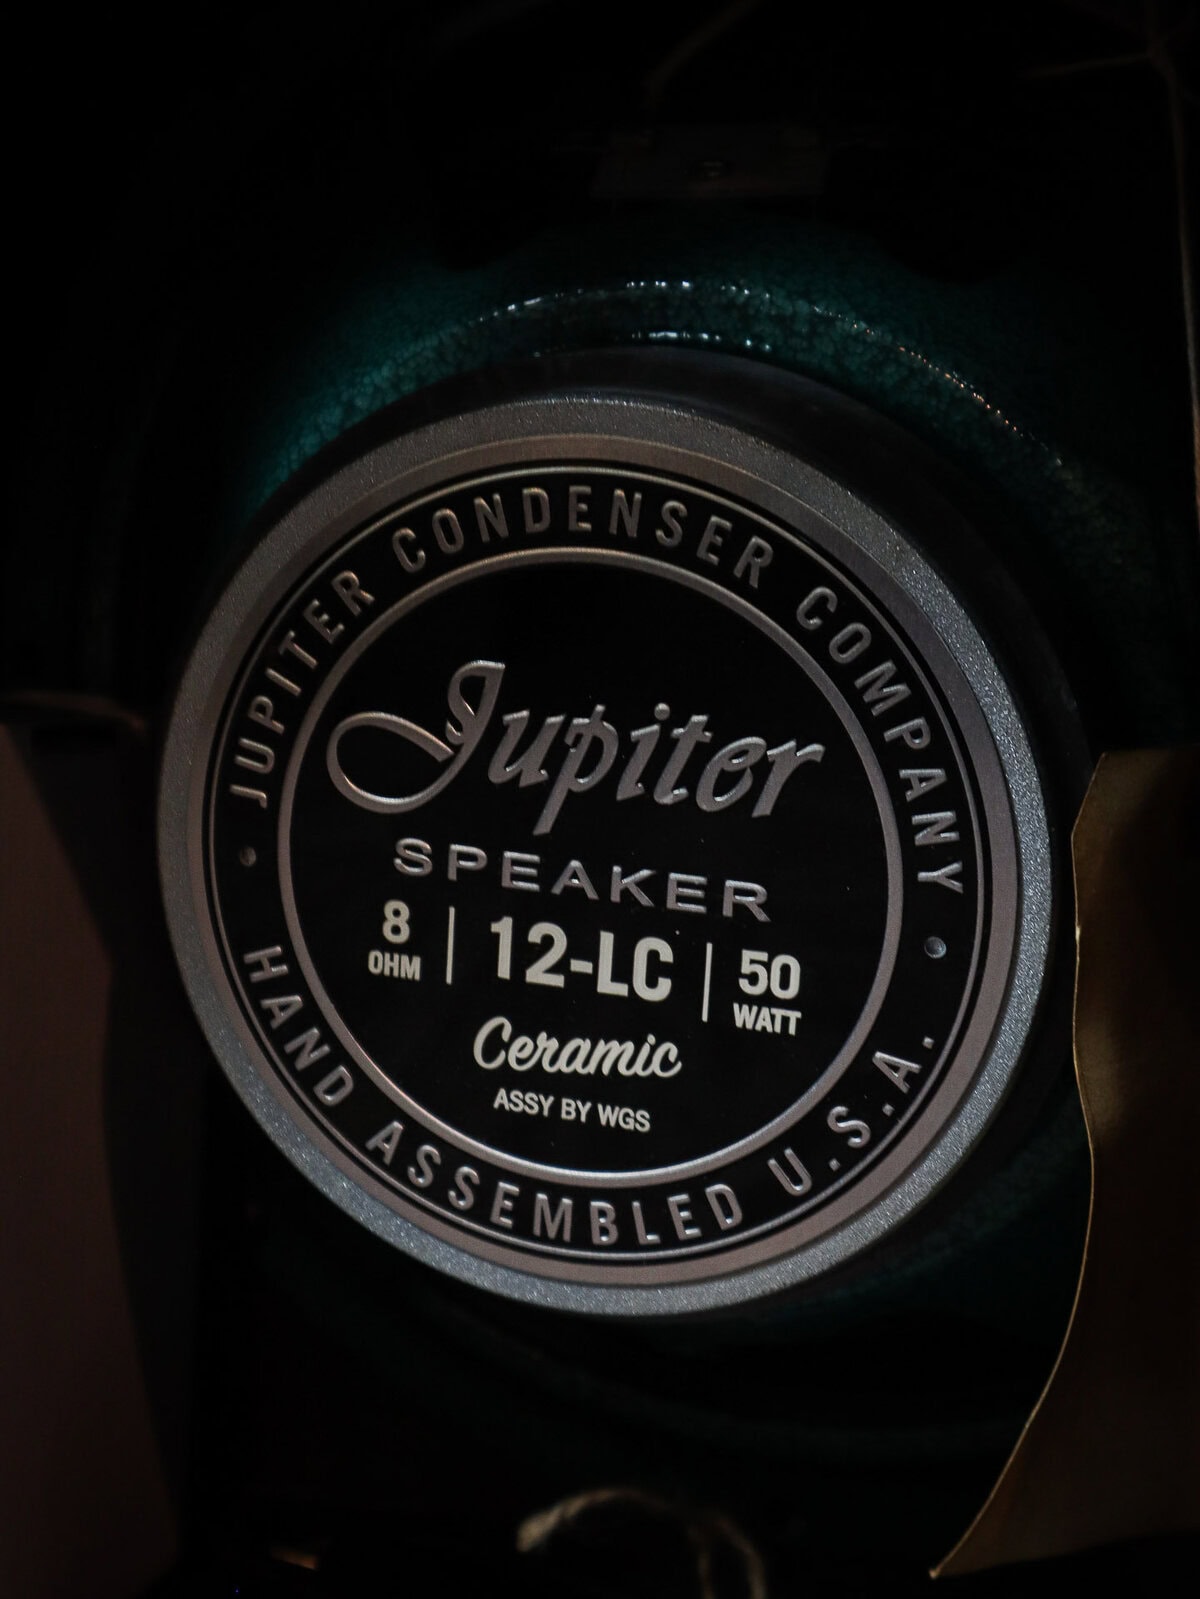 JUPITER CONDENSER COMPANY
Jupiter
SPEAKER
8 OHM | 12-LC | 50 WATT
Ceramic
ASSY BY WGS
HAND ASSEMBLED U.S.A.